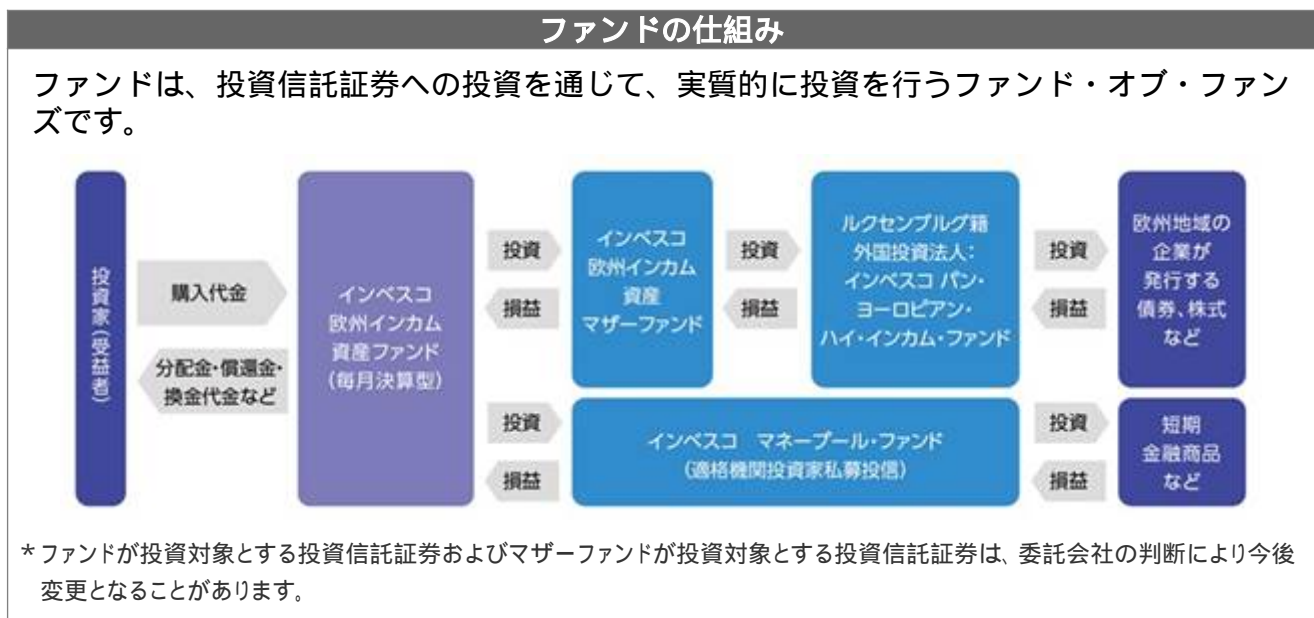 ファンドの仕組み
ファンドは、投資信託証券への投資を通じて、実質的に投資を行うファンド・オブ・ファン
ズです。
投資家(受益者)
購入代金
分配金・償還金・
換金代金など
インベスコ
欧州インカム
資産ファンド
(毎月決算型)
投資
損益
インベスコ
欧州インカム
資産
マザーファンド
投資
損益
ルクセンブルグ籍
外国投資法人:
インベスコ パン・
ヨーロピアン・
ハイ・インカム・ファンド
投資
損益
欧州地域の
企業が
発行する
債券、株式
など
投資
損益
インベスコ マネープール・ファンド
(適格機関投資家私募投信)
投資
損益
短期
金融商品
など
*ファンドが投資対象とする投資信託証券およびマザーファンドが投資対象とする投資信託証券は、委託会社の判断により今後
変更となることがあります。